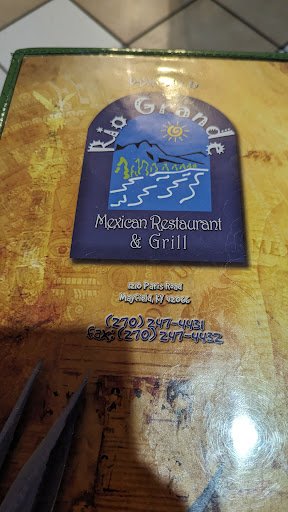 Rio Grande
Mexican Restaurant
& Grill
1210 Paris Road
Mayfield, KY 42066
(270) 247-4431
Fax: (270) 247-4432